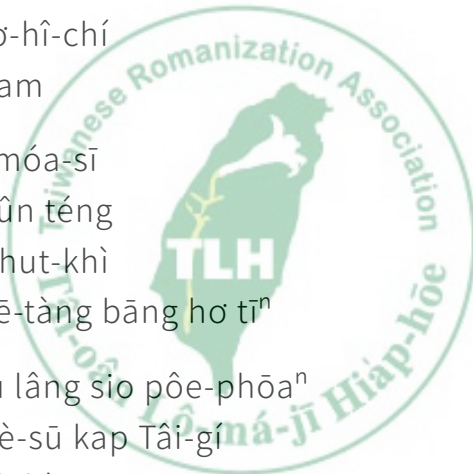 hî-chí
am
móa-sī
ûn téng
hut-khì
ē-tàng bāng hơ tīⁿ
lâng sio pôe-phōaⁿ
è-sū kap Tâi-gí
Taiwanese Romanization Association
TLH
Tâi-oân Lô-má-jī Hia̍p-hōe